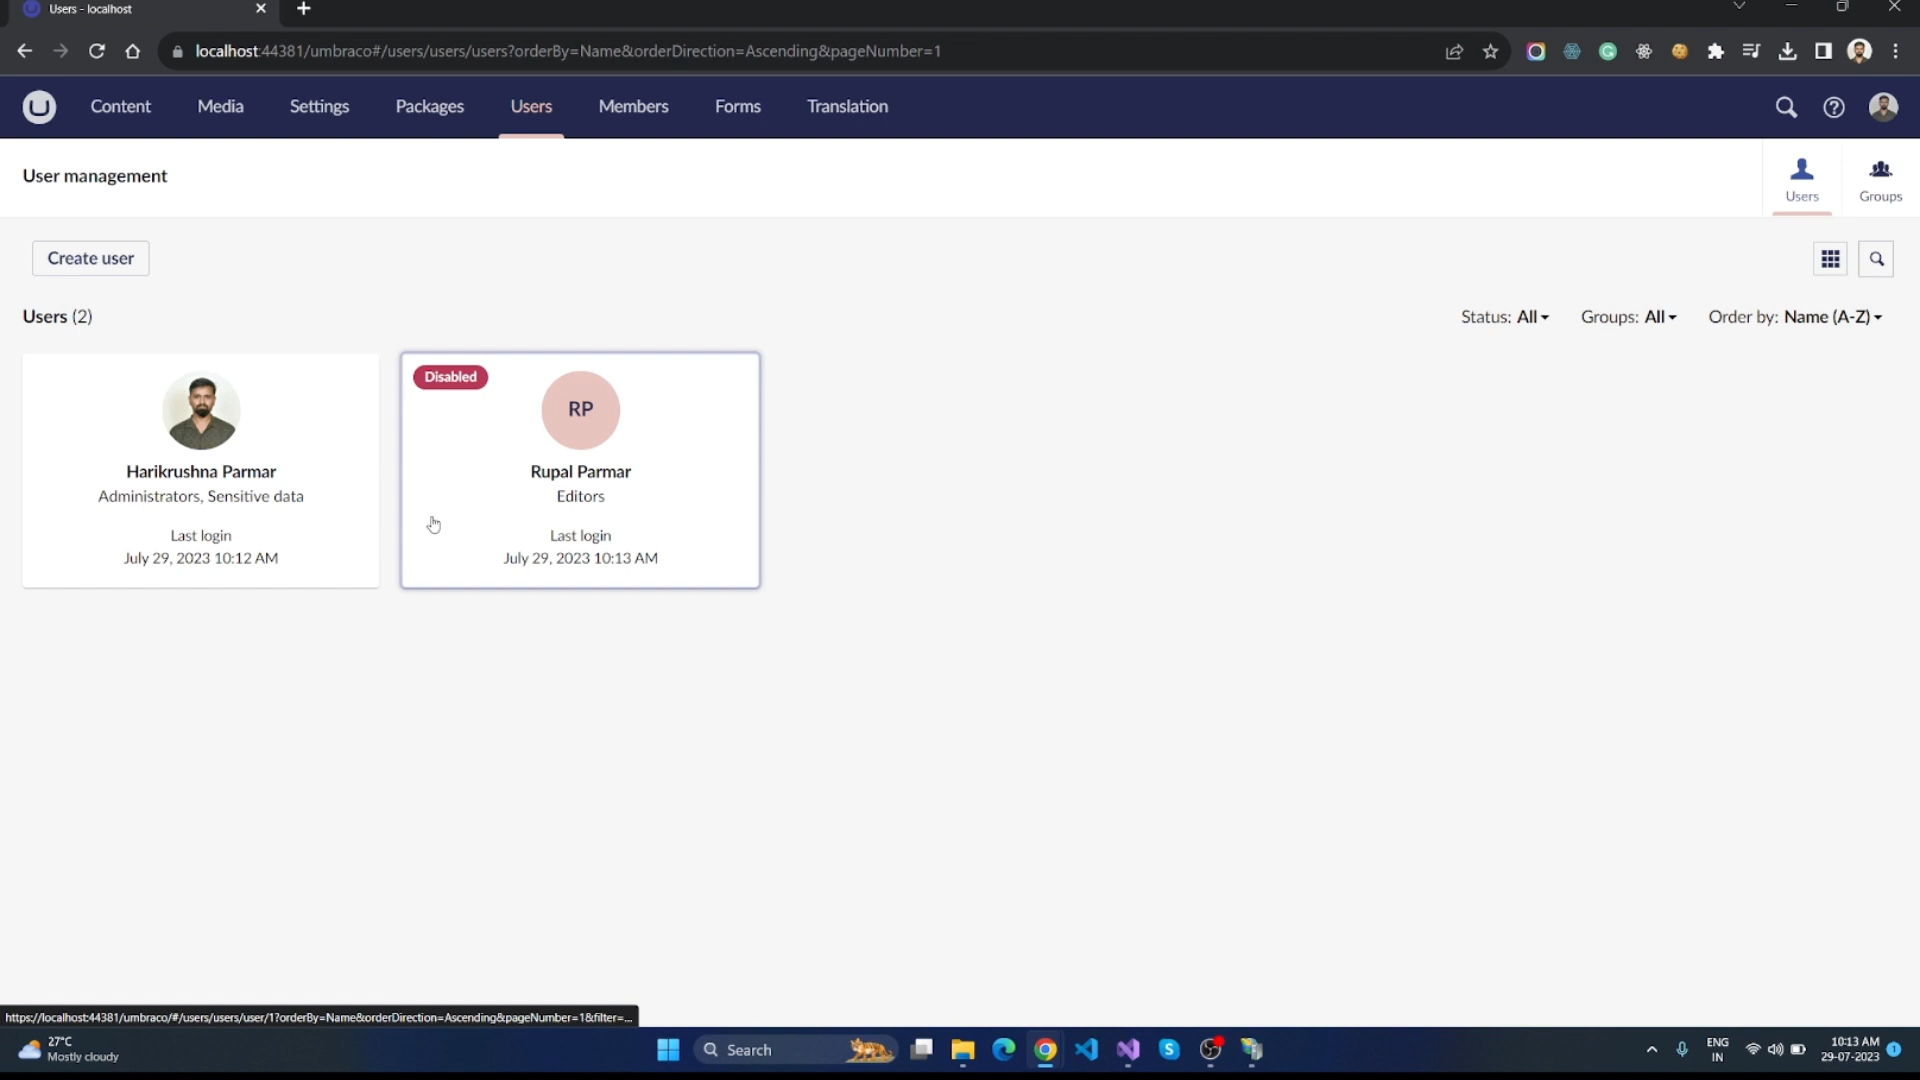 Users - localhost
localhost:44381/umbraco#/users/users/users?orderBy=Name&orderDirection=Ascending&pageNumber=1
Content Media Settings Packages Users Members Forms Translation
User management
Users Groups
Create user
Users (2)
Status: All Groups: All Order by: Name (A-Z)
Disabled
RP
Harikrushna Parmar
Administrators, Sensitive data
Last login
July 29, 2023 10:12 AM
Rupal Parmar
Editors
Last login
July 29, 2023 10:13 AM
https://localhost:44381/umbraco/#/users/users/user/1?orderBy=Name&orderDirection=Ascending&pageNumber=1&filter=...
27°C
Mostly cloudy
Search
ENG
IN
10:13 AM
29-07-2023
1